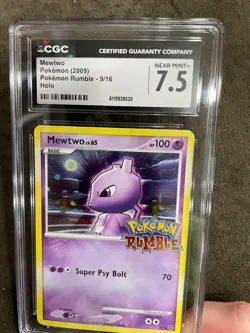 CGC
CERTIFIED GUARANTY COMPANY
Mewtwo
Pokémon (2009)
Pokémon Rumble - 9/16
Holo
NEAR MINT+
7.5
BASIC
Mewtwo LV.65
HP100
POKéMON
RUMBLE
Super Psy Bolt 70